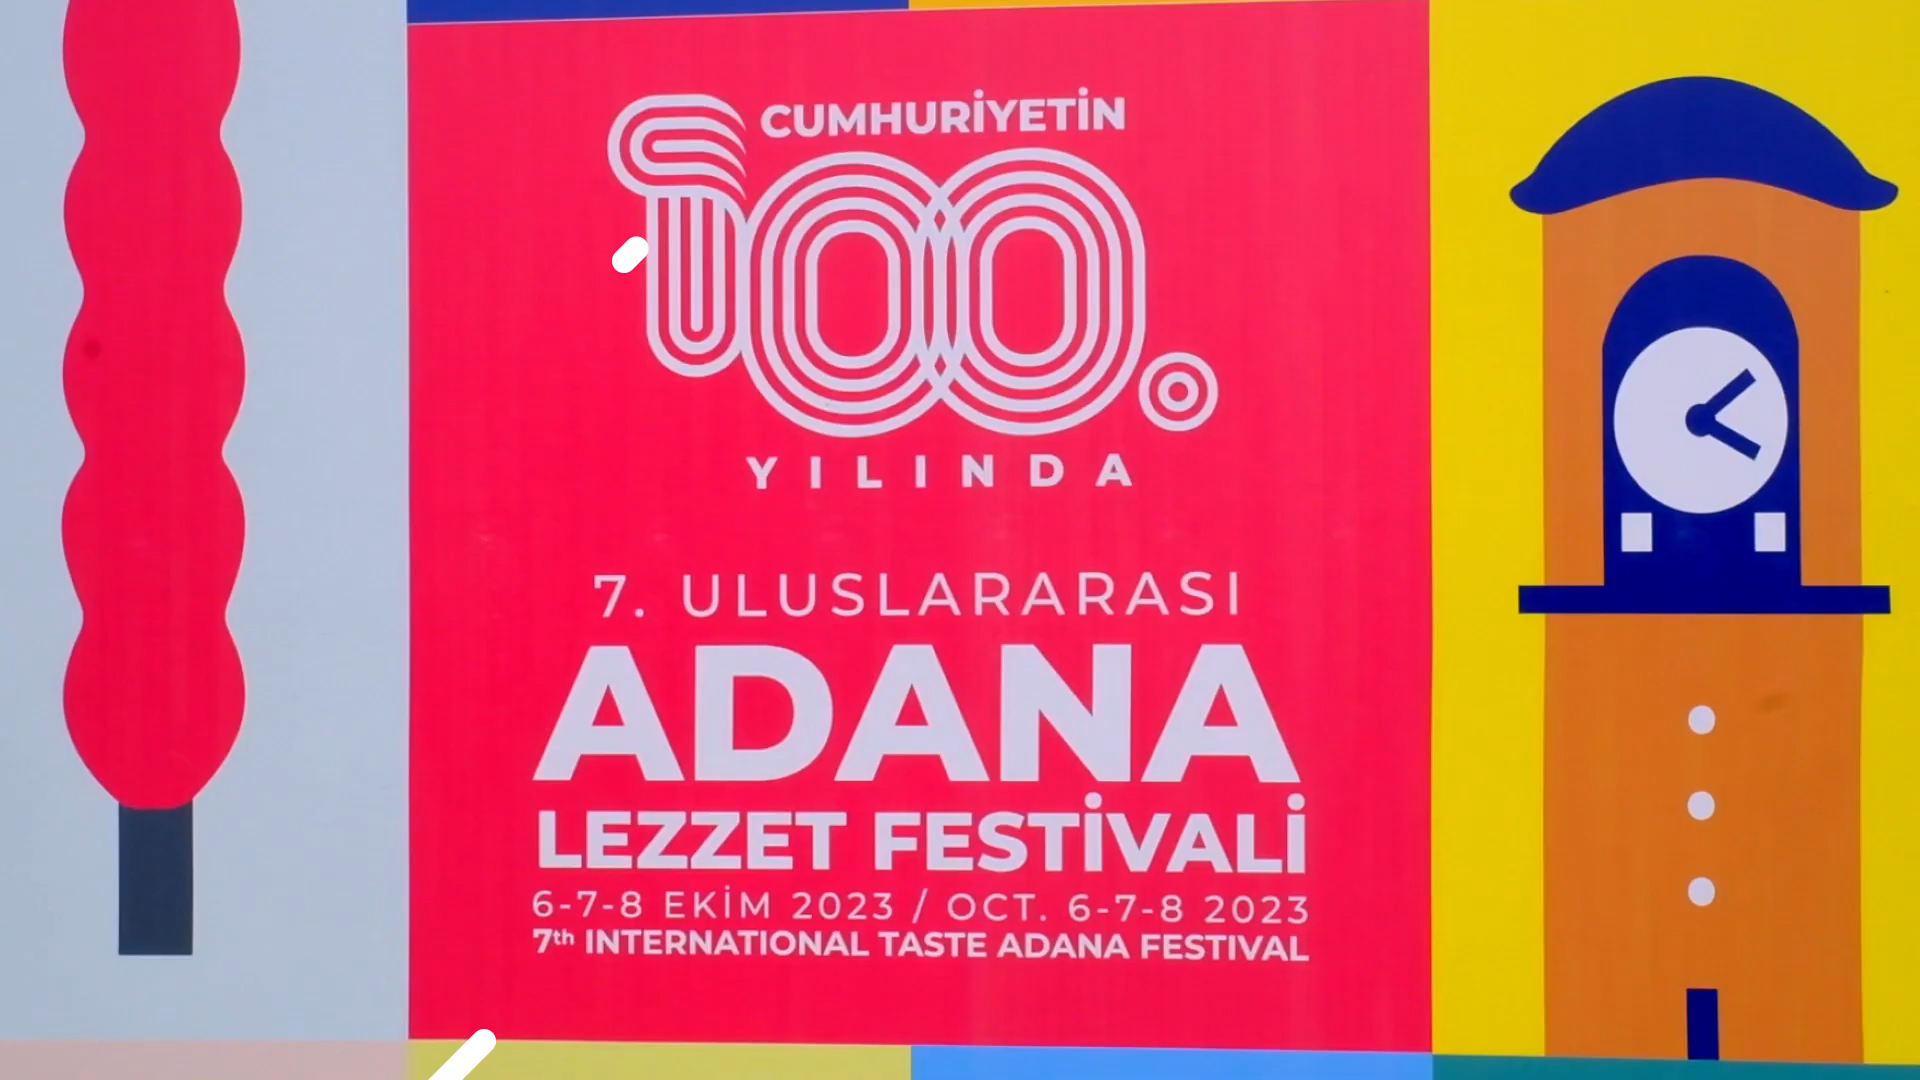 CUMHURİYETİN
100.
YILINDA
7. ULUSLARARASI
ADANA
LEZZET FESTİVALİ
6-7-8 EKİM 2023 / OCT. 6-7-8 2023
7th INTERNATIONAL TASTE ADANA FESTIVAL